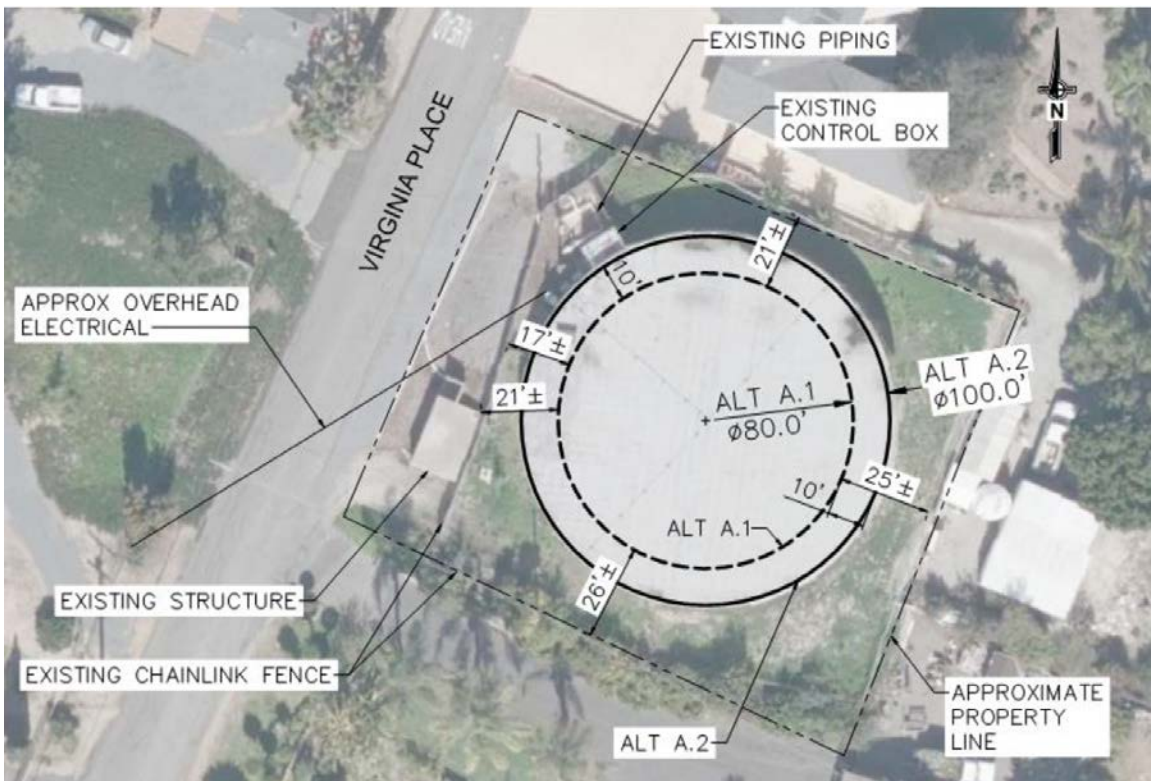 EXISTING PIPING
EXISTING
CONTROL BOX
N
VIRGINIA PLACE
APPROX OVERHEAD
ELECTRICAL
21'±
10'
17'±
21'±
ALT A.2
Ø100.0'
ALT A.1
Ø80.0'
25'±
10'
ALT A.1
26'±
EXISTING STRUCTURE
EXISTING CHAINLINK FENCE
APPROXIMATE
PROPERTY
LINE
ALT A.2